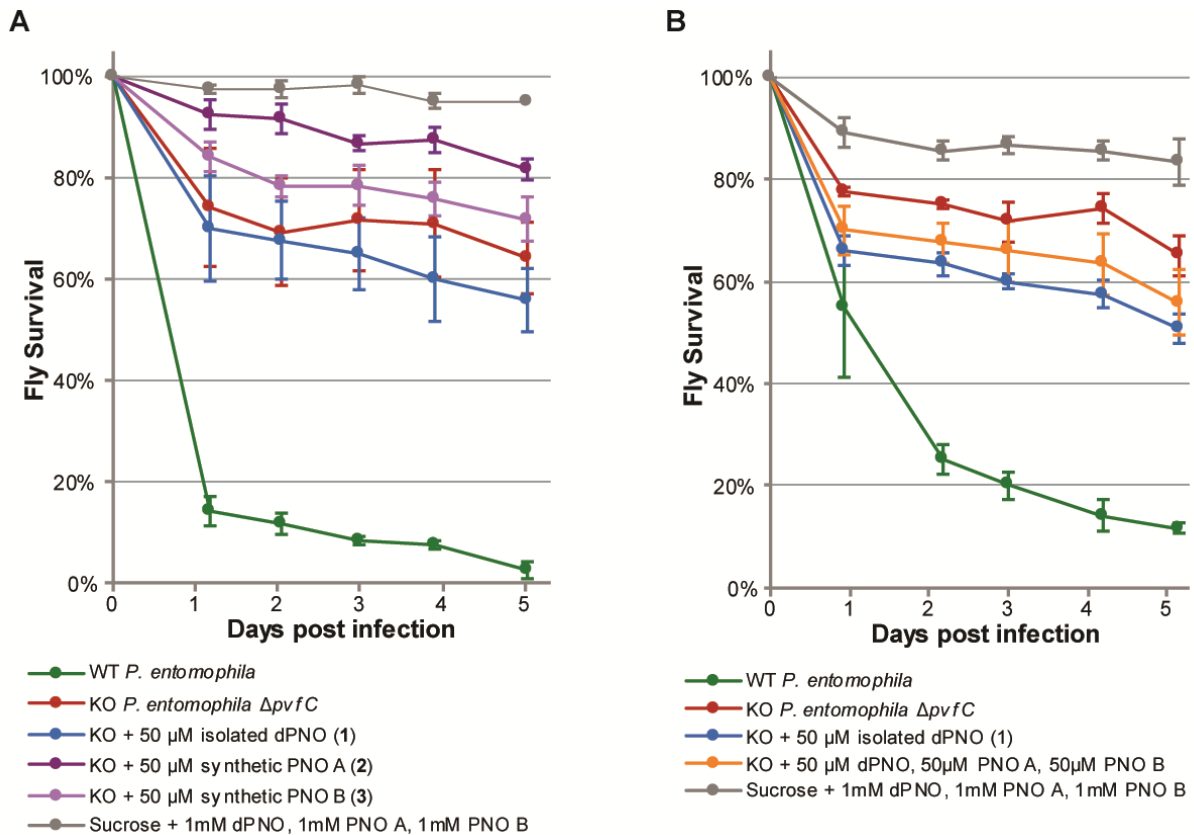 A
100%
80%
60%
40%
20%
0%
Fly Survival
0 1 2 3 4 5
Days post infection
WT P. entomophila
KO P. entomophila ΔpvfC
KO + 50 µM isolated dPNO (1)
KO + 50 µM synthetic PNO A (2)
KO + 50 µM synthetic PNO B (3)
Sucrose + 1mM dPNO, 1mM PNO A, 1mM PNO B
B
100%
80%
60%
40%
20%
0%
Fly Survival
0 1 2 3 4 5
Days post infection
WT P. entomophila
KO P. entomophila ΔpvfC
KO + 50 µM isolated dPNO (1)
KO + 50 µM dPNO, 50µM PNO A, 50µM PNO B
Sucrose + 1mM dPNO, 1mM PNO A, 1mM PNO B